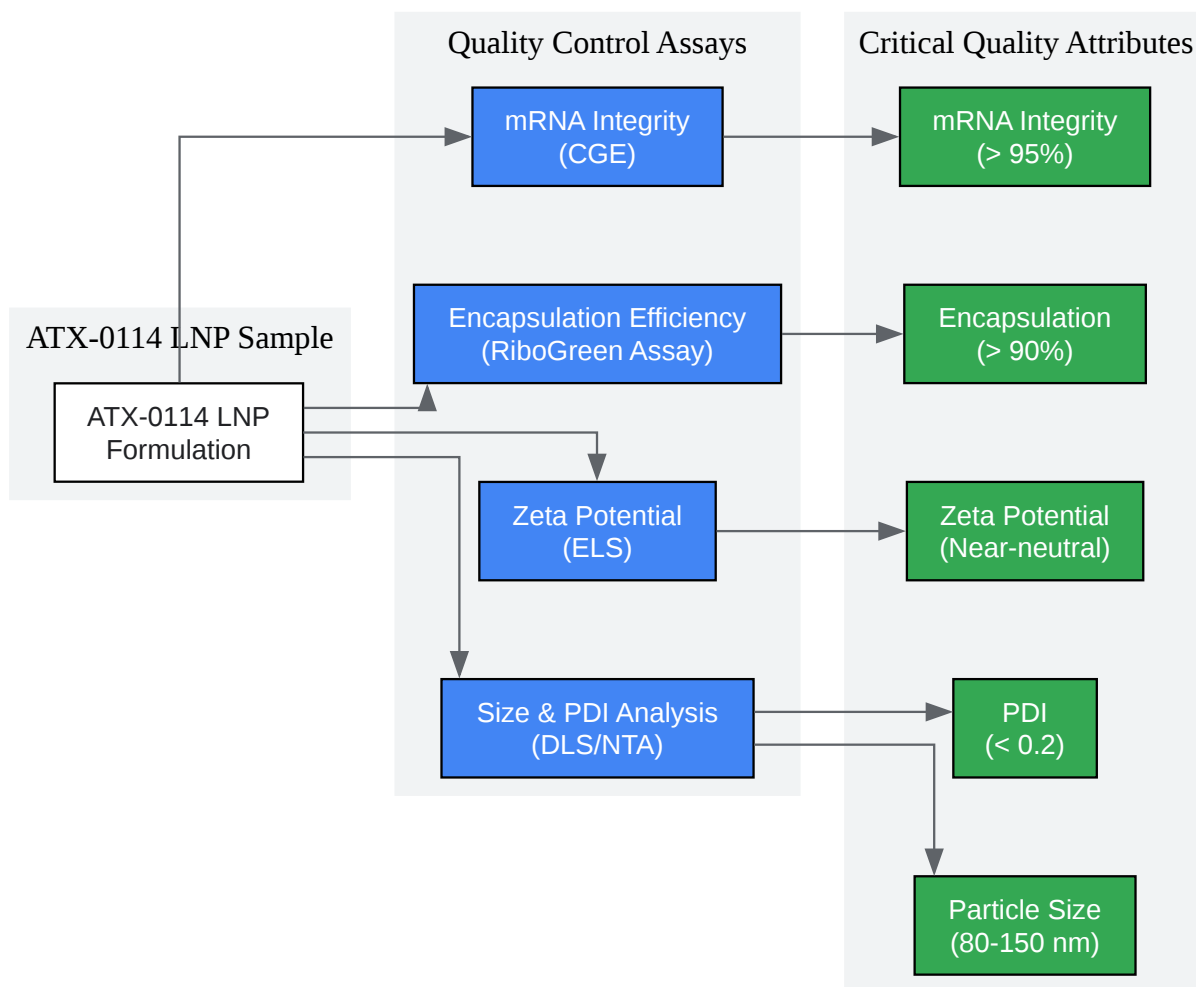 Quality Control Assays
Critical Quality Attributes
mRNA Integrity
(CGE)
mRNA Integrity
(> 95%)
ATX-0114 LNP Sample
ATX-0114 LNP
Formulation
Encapsulation Efficiency
(RiboGreen Assay)
Encapsulation
(> 90%)
Zeta Potential
(ELS)
Zeta Potential
(Near-neutral)
Size & PDI Analysis
(DLS/NTA)
PDI
(< 0.2)
Particle Size
(80-150 nm)